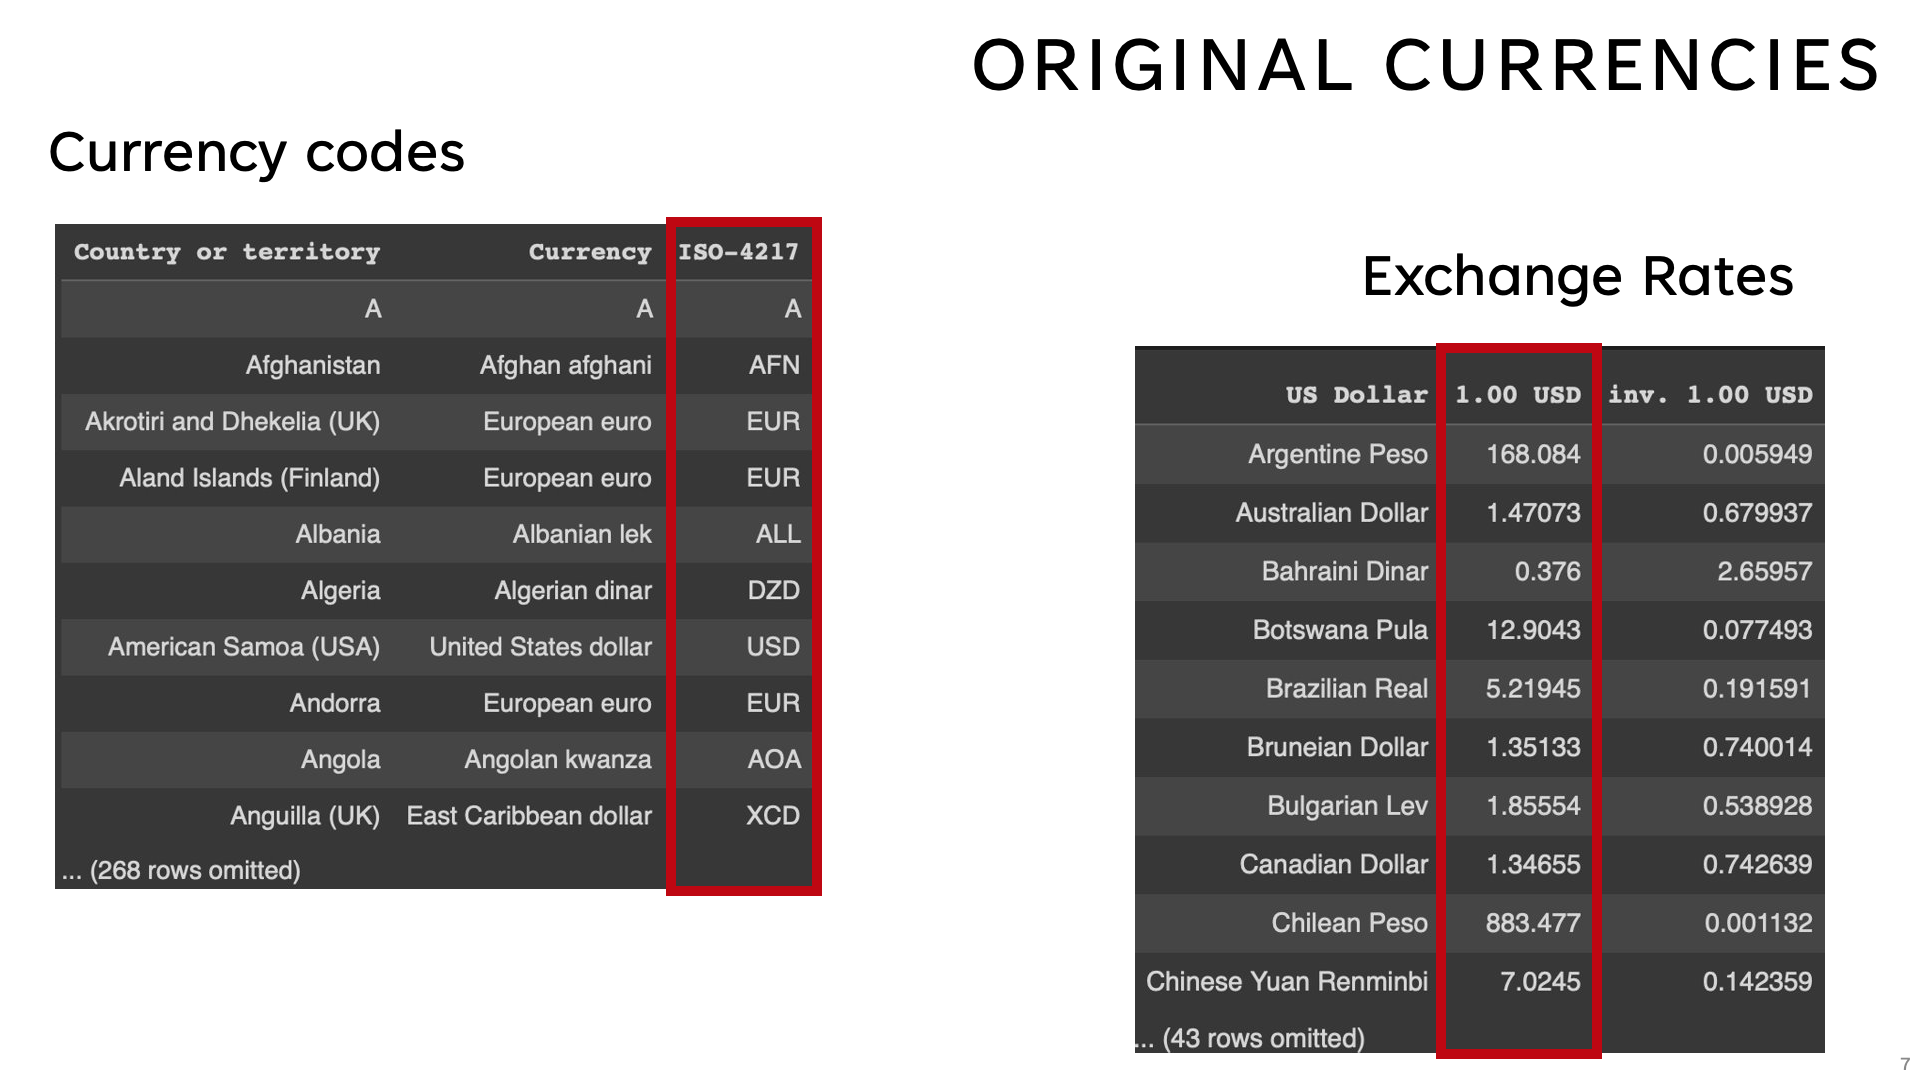 ORIGINAL CURRENCIES
Currency codes
Country or territory Currency ISO-4217
A A A
Afghanistan Afghan afghani AFN
Akrotiri and Dhekelia (UK) European euro EUR
Aland Islands (Finland) European euro EUR
Albania Albanian lek ALL
Algeria Algerian dinar DZD
American Samoa (USA) United States dollar USD
Andorra European euro EUR
Angola Angolan kwanza AOA
Anguilla (UK) East Caribbean dollar XCD
... (268 rows omitted)
Exchange Rates
US Dollar 1.00 USD inv. 1.00 USD
Argentine Peso 168.084 0.005949
Australian Dollar 1.47073 0.679937
Bahraini Dinar 0.376 2.65957
Botswana Pula 12.9043 0.077493
Brazilian Real 5.21945 0.191591
Bruneian Dollar 1.35133 0.740014
Bulgarian Lev 1.85554 0.538928
Canadian Dollar 1.34655 0.742639
Chilean Peso 883.477 0.001132
Chinese Yuan Renminbi 7.0245 0.142359
... (43 rows omitted)
7